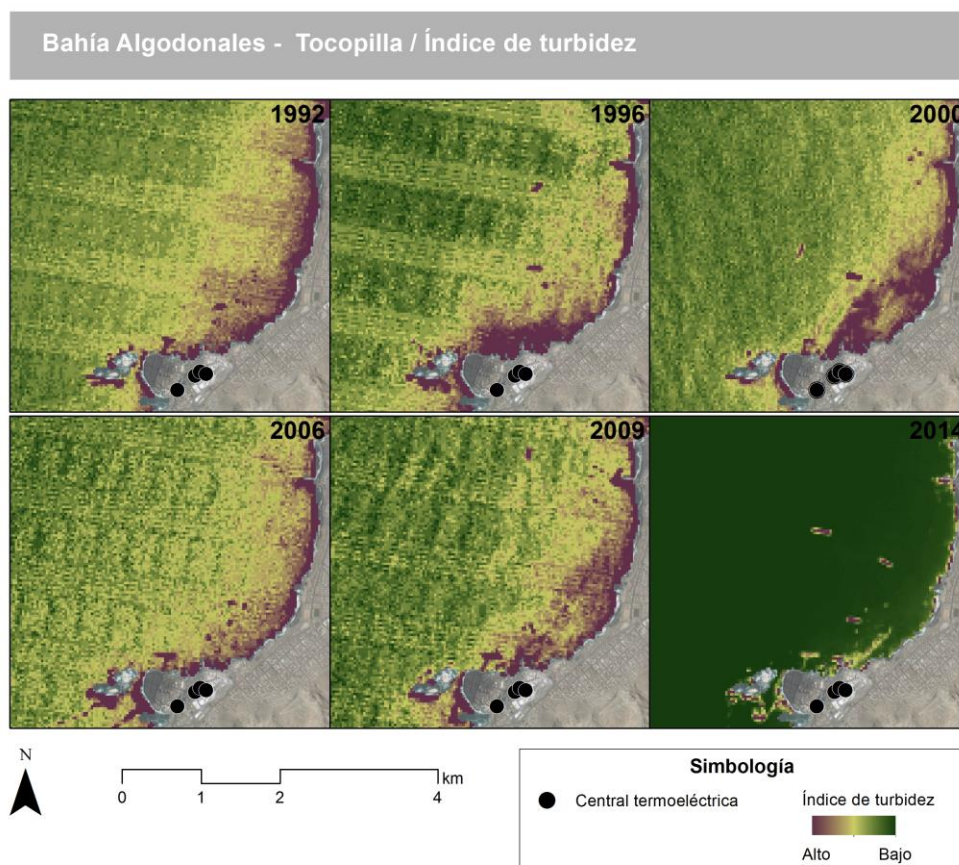 Bahía Algodonales - Tocopilla / Índice de turbidez
1992
1996
2000
2006
2009
2014
N
km
0
1
2
4
Simbología
Central termoeléctrica
Índice de turbidez
Alto
Bajo